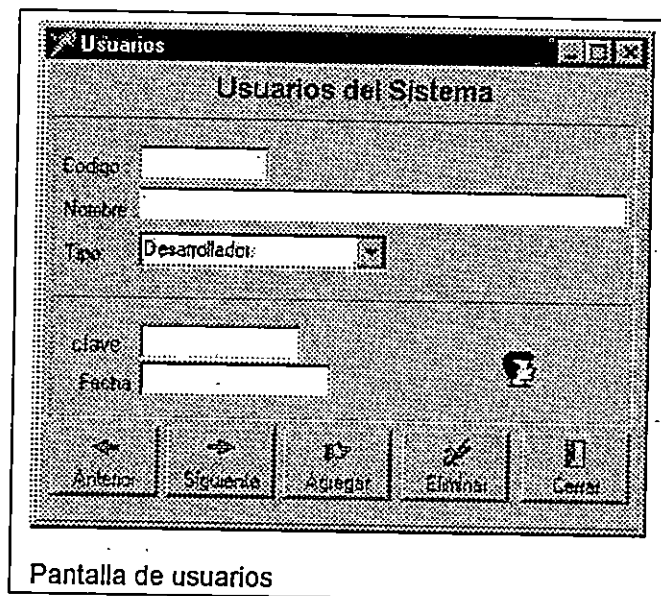 Usuarios
Usuarios del Sistema
Codigo:
Nombre
Tipo: Desarrollador
clave
Fecha
Anterior Siguiente Agregar Eliminar Cerrar
Pantalla de usuarios